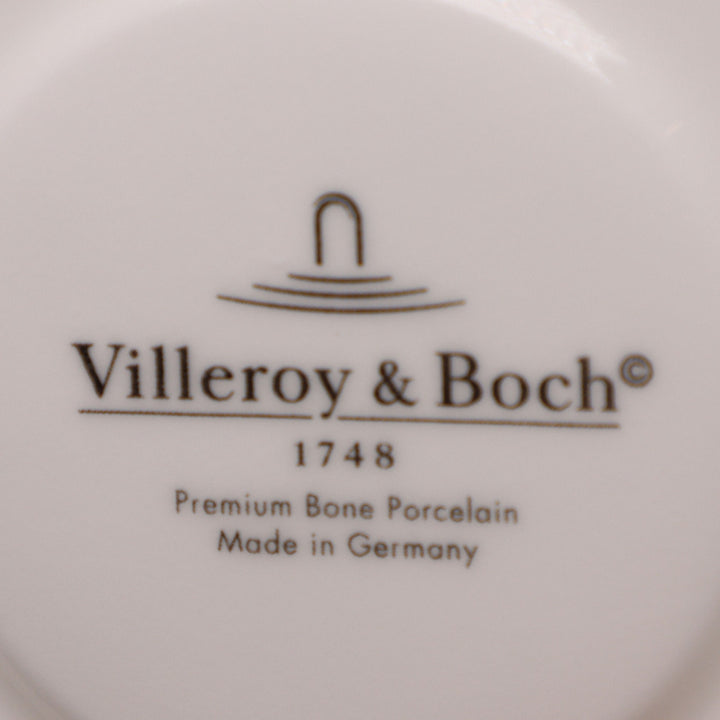 Villeroy & Boch©
1748
Premium Bone Porcelain
Made in Germany